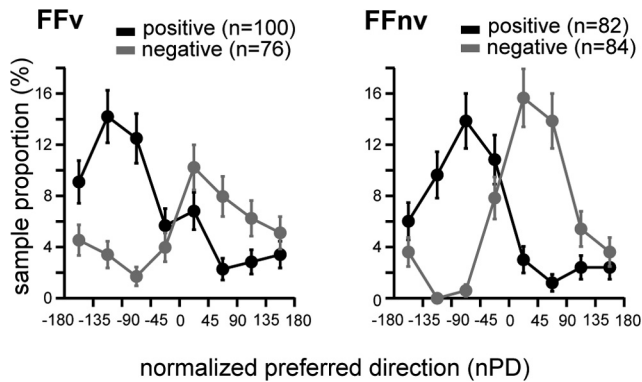 FFv
positive (n=100)
negative (n=76)
FFnv
positive (n=82)
negative (n=84)
sample proportion (%)
16
12
8
4
0
-180 -135 -90 -45 0 45 90 135 180
16
12
8
4
0
-180 -135 -90 -45 0 45 90 135 180
normalized preferred direction (nPD)